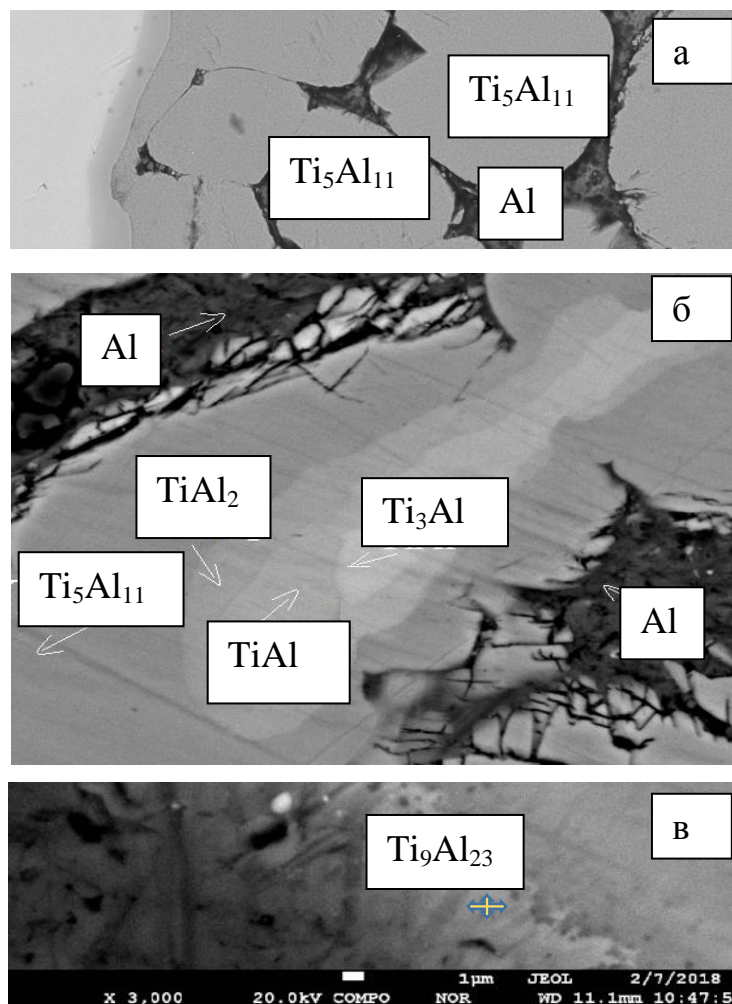 а
Ti₅Al₁₁
Ti₅Al₁₁
Al
б
Al
TiAl₂
Ti₃Al
Ti₅Al₁₁
Al
TiAl
в
Ti₉Al₂₃
1µm JEOL 2/7/2018
X 3,000 20.0kV COMPO NOR WD 11.1mm 10:47:5